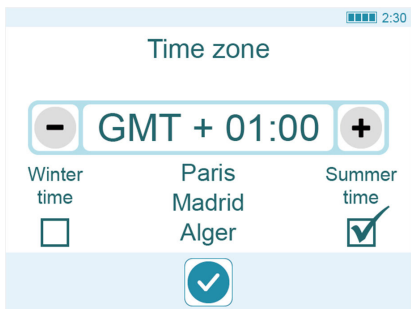 2:30
Time zone
- GMT + 01:00 +
Winter time
Paris
Madrid
Alger
Summer time